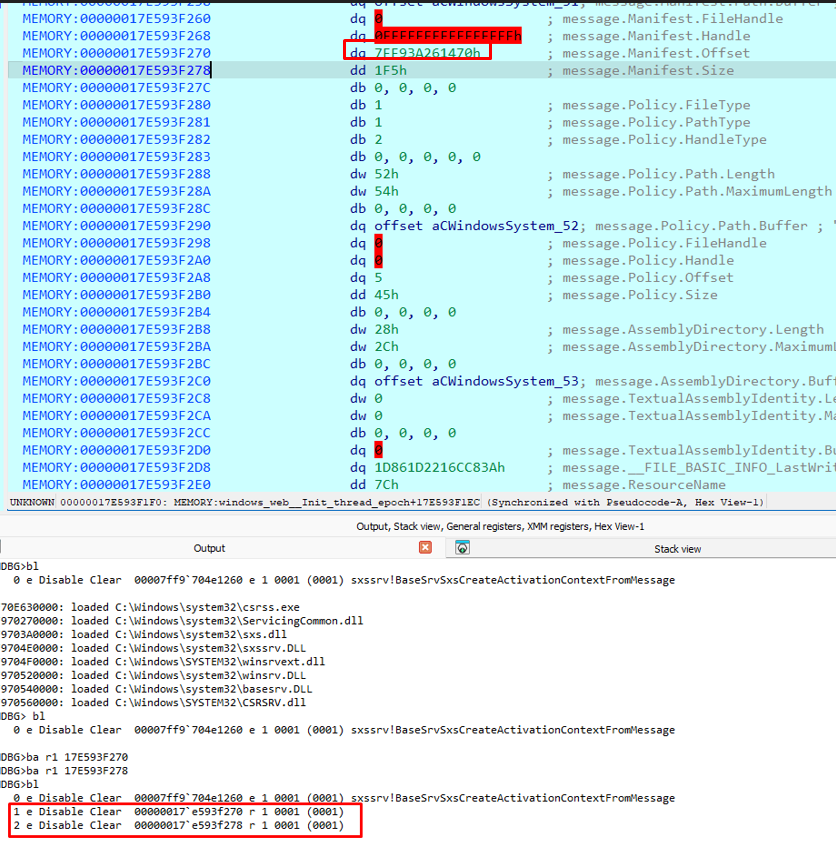 MEMORY:00000017E593F260 dq 0 ; message.Manifest.FileHandle
MEMORY:00000017E593F268 dq 0FFFFFFFFFFFFFFFFh ; message.Manifest.Handle
MEMORY:00000017E593F270 dq 7FF93A261470h ; message.Manifest.Offset
MEMORY:00000017E593F278 dd 1F5h ; message.Manifest.Size
MEMORY:00000017E593F27C db 0, 0, 0, 0
MEMORY:00000017E593F280 db 1 ; message.Policy.FileType
MEMORY:00000017E593F281 db 1 ; message.Policy.PathType
MEMORY:00000017E593F282 db 2 ; message.Policy.HandleType
MEMORY:00000017E593F283 db 0, 0, 0, 0, 0
MEMORY:00000017E593F288 dw 52h ; message.Policy.Path.Length
MEMORY:00000017E593F28A dw 54h ; message.Policy.Path.MaximumLength
MEMORY:00000017E593F28C db 0, 0, 0, 0
MEMORY:00000017E593F290 dq offset aCWindowsSystem_52; message.Policy.Path.Buffer ; "
MEMORY:00000017E593F298 dq 0 ; message.Policy.FileHandle
MEMORY:00000017E593F2A0 dq 0 ; message.Policy.Handle
MEMORY:00000017E593F2A8 dq 5 ; message.Policy.Offset
MEMORY:00000017E593F2B0 dd 45h ; message.Policy.Size
MEMORY:00000017E593F2B4 db 0, 0, 0, 0
MEMORY:00000017E593F2B8 dw 28h ; message.AssemblyDirectory.Length
MEMORY:00000017E593F2BA dw 2Ch ; message.AssemblyDirectory.MaximumL
MEMORY:00000017E593F2BC db 0, 0, 0, 0
MEMORY:00000017E593F2C0 dq offset aCWindowsSystem_53; message.AssemblyDirectory.Buff
MEMORY:00000017E593F2C8 dw 0 ; message.TextualAssemblyIdentity.Le
MEMORY:00000017E593F2CA dw 0 ; message.TextualAssemblyIdentity.Ma
MEMORY:00000017E593F2CC db 0, 0, 0, 0
MEMORY:00000017E593F2D0 dq 0 ; message.TextualAssemblyIdentity.Bu
MEMORY:00000017E593F2D8 dq 1D861D2216CC83Ah ; message.__FILE_BASIC_INFO_LastWrit
MEMORY:00000017E593F2E0 dd 7Ch ; message.ResourceName
UNKNOWN 00000017E593F1F0: MEMORY:windows_web__Init_thread_epoch+17E593F1EC (Synchronized with Pseudocode-A, Hex View-1)
Output, Stack view, General registers, XMM registers, Hex View-1
Output Stack view
DBG>bl
0 e Disable Clear 00007ff9`704e1260 e 1 0001 (0001) sxssrv!BaseSrvSxsCreateActivationContextFromMessage
70E630000: loaded C:\Windows\system32\csrss.exe
970270000: loaded C:\Windows\system32\ServicingCommon.dll
9703A0000: loaded C:\Windows\system32\sxs.dll
9704E0000: loaded C:\Windows\system32\sxssrv.DLL
9704F0000: loaded C:\Windows\SYSTEM32\winsrvext.dll
970520000: loaded C:\Windows\system32\winsrv.DLL
970540000: loaded C:\Windows\system32\basesrv.DLL
970560000: loaded C:\Windows\SYSTEM32\CSRSRV.dll
DBG> bl
0 e Disable Clear 00007ff9`704e1260 e 1 0001 (0001) sxssrv!BaseSrvSxsCreateActivationContextFromMessage
DBG>ba r1 17E593F270
DBG>ba r1 17E593F278
DBG>bl
0 e Disable Clear 00007ff9`704e1260 e 1 0001 (0001) sxssrv!BaseSrvSxsCreateActivationContextFromMessage
1 e Disable Clear 00000017`e593f270 r 1 0001 (0001)
2 e Disable Clear 00000017`e593f278 r 1 0001 (0001)